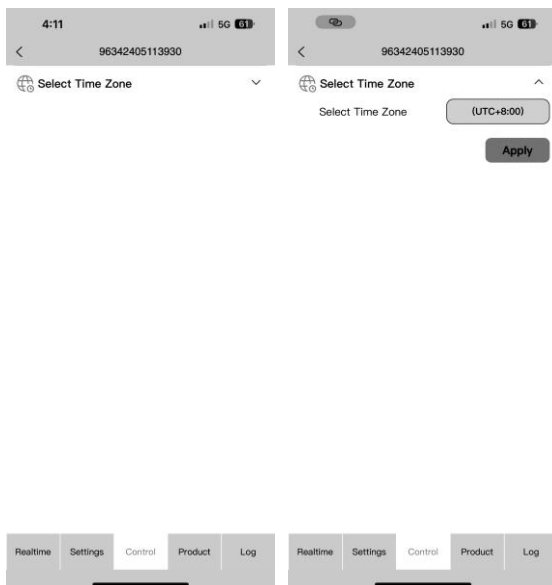 4:11
5G 61
96342405113930
Select Time Zone
Realtime
Settings
Control
Product
Log
5G 61
96342405113930
Select Time Zone
Select Time Zone
(UTC+8:00)
Apply
Realtime
Settings
Control
Product
Log